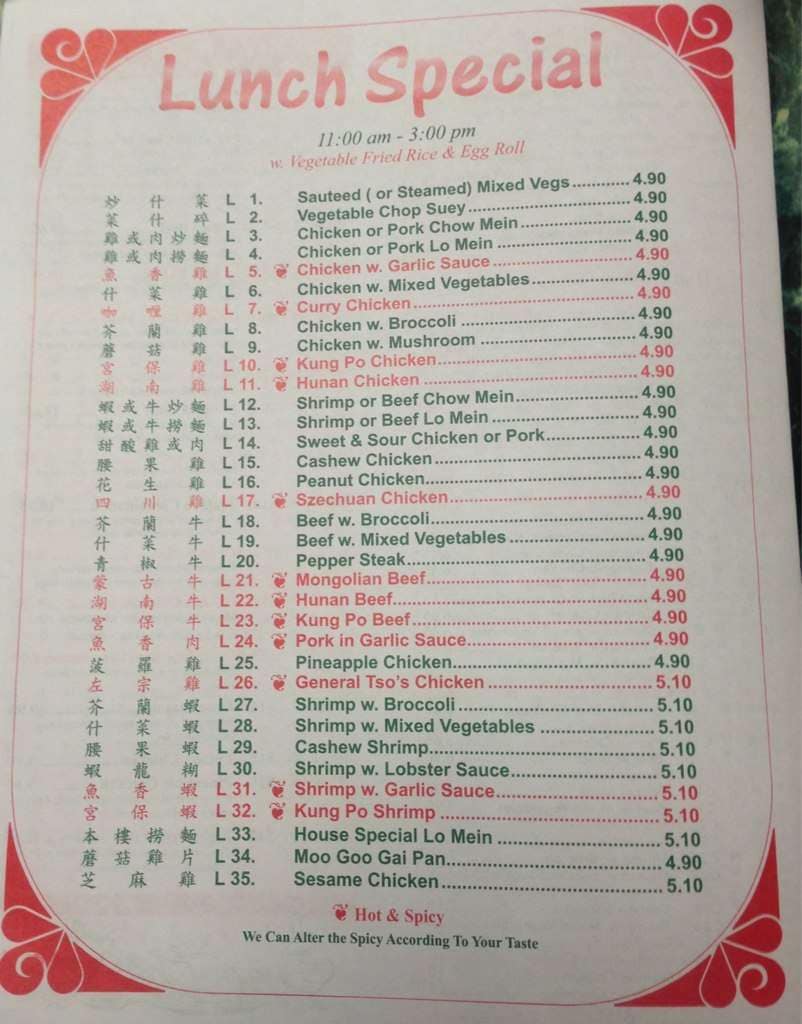 Lunch Special
11:00 am - 3:00 pm
w. Vegetable Fried Rice & Egg Roll
炒什菜 L 1. Sauteed ( or Steamed) Mixed Vegs............. 4.90
菜什碎 L 2. Vegetable Chop Suey.................................... 4.90
雞或肉炒麵 L 3. Chicken or Pork Chow Mein......................... 4.90
雞或肉撈麵 L 4. Chicken or Pork Lo Mein .............................. 4.90
魚香雞 L 5. Chicken w. Garlic Sauce............................... 4.90
什菜雞 L 6. Chicken w. Mixed Vegetables....................... 4.90
咖喱雞 L 7. Curry Chicken................................................ 4.90
芥蘭雞 L 8. Chicken w. Broccoli ...................................... 4.90
蘑菇雞 L 9. Chicken w. Mushroom ................................... 4.90
宮保雞 L 10. Kung Po Chicken........................................... 4.90
湖南雞 L 11. Hunan Chicken .............................................. 4.90
蝦或牛炒麵 L 12. Shrimp or Beef Chow Mein.......................... 4.90
蝦或牛撈麵 L 13. Shrimp or Beef Lo Mein ............................... 4.90
甜酸雞或肉 L 14. Sweet & Sour Chicken or Pork.................... 4.90
腰果雞 L 15. Cashew Chicken........................................... 4.90
花生雞 L 16. Peanut Chicken............................................. 4.90
四川雞 L 17. Szechuan Chicken........................................ 4.90
芥蘭牛 L 18. Beef w. Broccoli............................................ 4.90
什菜牛 L 19. Beef w. Mixed Vegetables ............................ 4.90
青椒牛 L 20. Pepper Steak................................................. 4.90
蒙古牛 L 21. Mongolian Beef............................................. 4.90
湖南牛 L 22. Hunan Beef.................................................... 4.90
宮保牛 L 23. Kung Po Beef................................................ 4.90
魚香肉 L 24. Pork in Garlic Sauce..................................... 4.90
菠羅雞 L 25. Pineapple Chicken........................................ 4.90
左宗雞 L 26. General Tso's Chicken .................................. 5.10
芥蘭蝦 L 27. Shrimp w. Broccoli........................................ 5.10
什菜蝦 L 28. Shrimp w. Mixed Vegetables ........................ 5.10
腰果蝦 L 29. Cashew Shrimp.............................................. 5.10
蝦龍糊 L 30. Shrimp w. Lobster Sauce.............................. 5.10
魚香蝦 L 31. Shrimp w. Garlic Sauce................................. 5.10
宮保蝦 L 32. Kung Po Shrimp ............................................ 5.10
本樓撈麵 L 33. House Special Lo Mein ................................. 5.10
蘑菇雞片 L 34. Moo Goo Gai Pan.......................................... 4.90
芝麻雞 L 35. Sesame Chicken............................................ 5.10
Hot & Spicy
We Can Alter the Spicy According To Your Taste